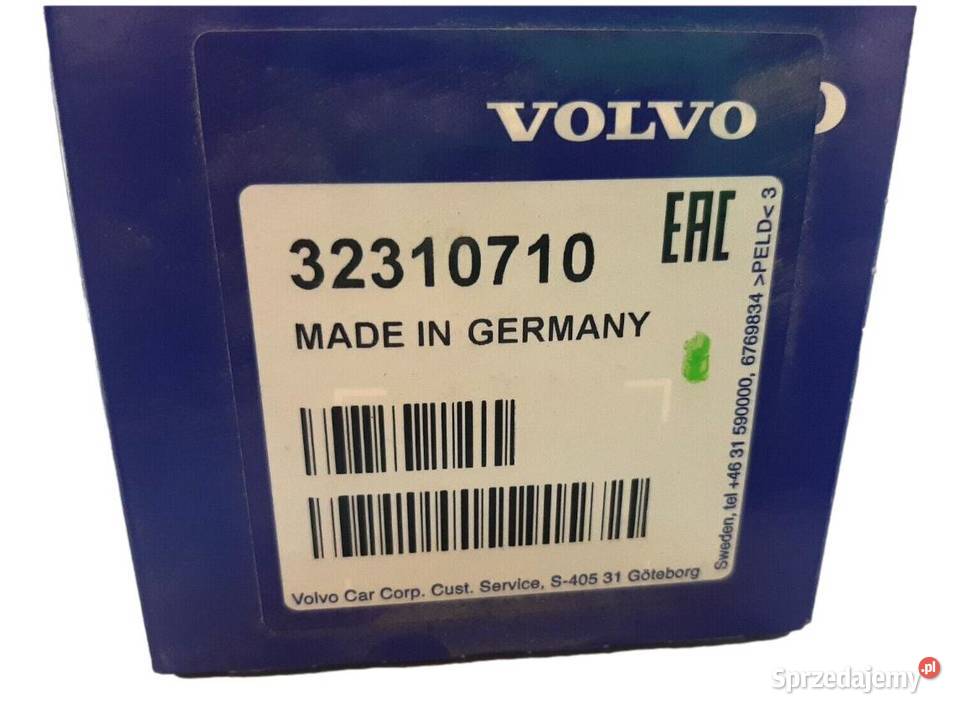 VOLVO
EAC
32310710
MADE IN GERMANY
Volvo Car Corp. Cust. Service, S-405 31 Göteborg
Sweden, tel +46 31 590000, 6769834 >PELD< 3
Sprzedajemy.pl